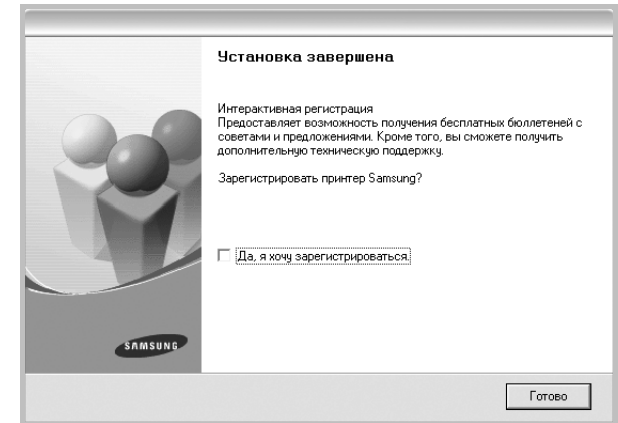 Установка завершена
Интерактивная регистрация
Предоставляет возможность получения бесплатных бюллетеней с
советами и предложениями. Кроме того, вы сможете получить
дополнительную техническую поддержку.
Зарегистрировать принтер Samsung?
Да, я хочу зарегистрироваться.
SAMSUNG
Готово